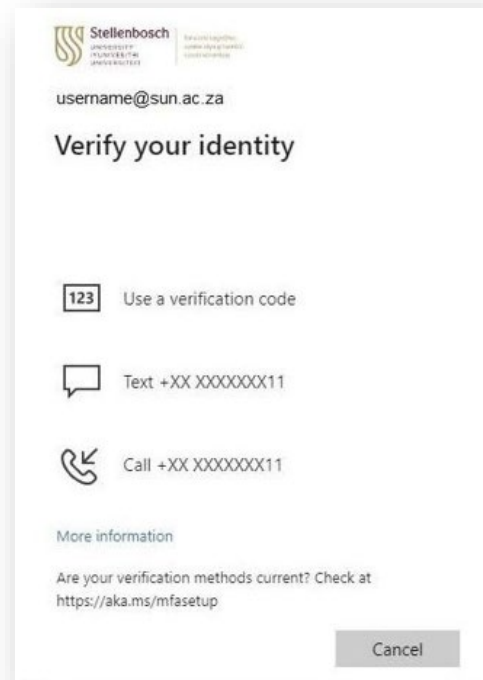 Stellenbosch
UNIVERSITY
IYUNIVESITHI
UNIVERSITEIT
username@sun.ac.za
Verify your identity
123
Use a verification code
Text +XX XXXXXXX11
Call +XX XXXXXXX11
More information
Are your verification methods current? Check at
https://aka.ms/mfasetup
Cancel